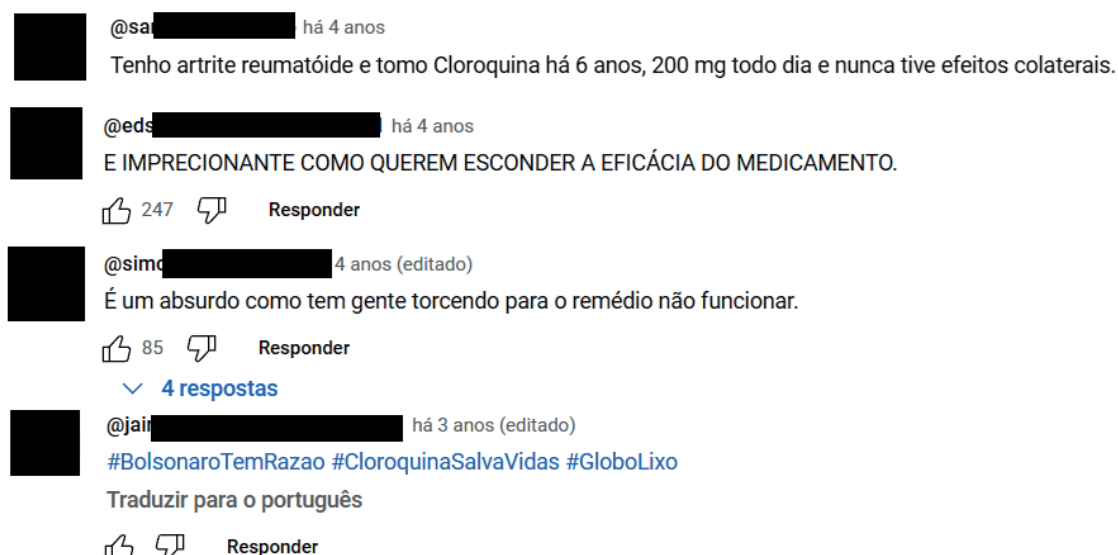 @sa há 4 anos
Tenho artrite reumatóide e tomo Cloroquina há 6 anos, 200 mg todo dia e nunca tive efeitos colaterais.
@eds há 4 anos
E IMPRECIONANTE COMO QUEREM ESCONDER A EFICÁCIA DO MEDICAMENTO.
247 Responder
@simo 4 anos (editado)
É um absurdo como tem gente torcendo para o remédio não funcionar.
85 Responder
4 respostas
@jai há 3 anos (editado)
#BolsonaroTemRazao #CloroquinaSalvaVidas #GloboLixo
Traduzir para o português
Responder